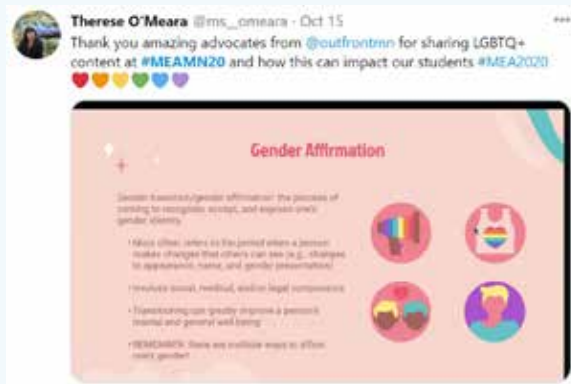 Therese O'Meara @ms__omeara · Oct 15
Thank you amazing advocates from @outfrontmn for sharing LGBTQ+
content at #MEAMN20 and how this can impact our students #MEA2020
Gender Affirmation
Gender transition/gender affirmation: the process of
coming to recognize, accept, and express one's
gender identity
• Most often, refers to the period when a person
makes changes that others can see (e.g., changes
to appearance, name, and gender presentation)
• Involves social, medical, and/or legal components
• Transitioning can greatly improve a person's
mental and general well-being
• REMEMBER: there are multiple ways to affirm
one's gender!